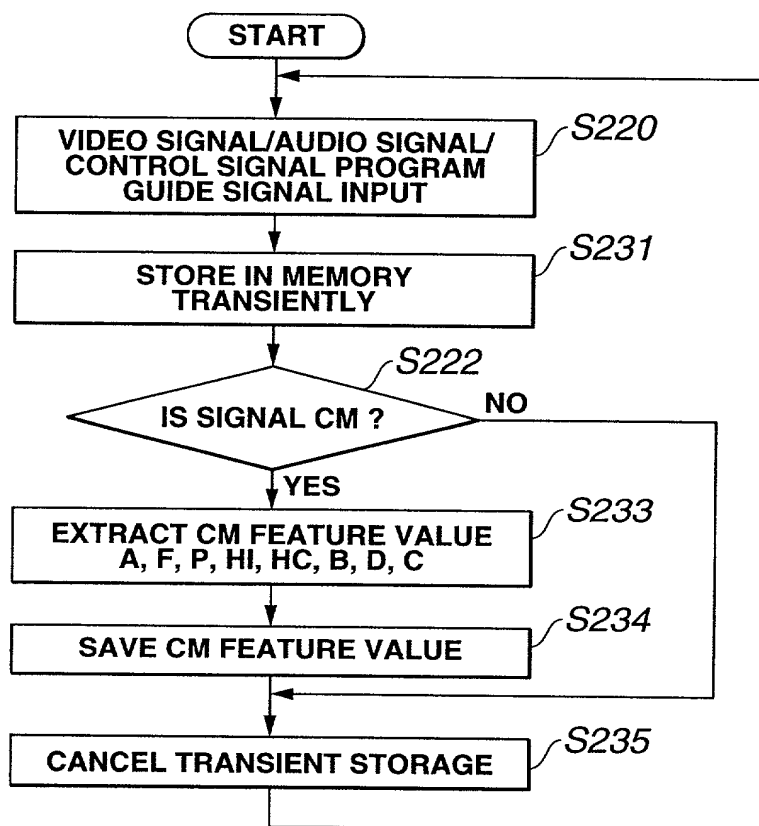 START
VIDEO SIGNAL/AUDIO SIGNAL/
CONTROL SIGNAL PROGRAM
GUIDE SIGNAL INPUT
S220
STORE IN MEMORY
TRANSIENTLY
S231
IS SIGNAL CM ?
S222
NO
YES
EXTRACT CM FEATURE VALUE
A, F, P, HI, HC, B, D, C
S233
SAVE CM FEATURE VALUE
S234
CANCEL TRANSIENT STORAGE
S235